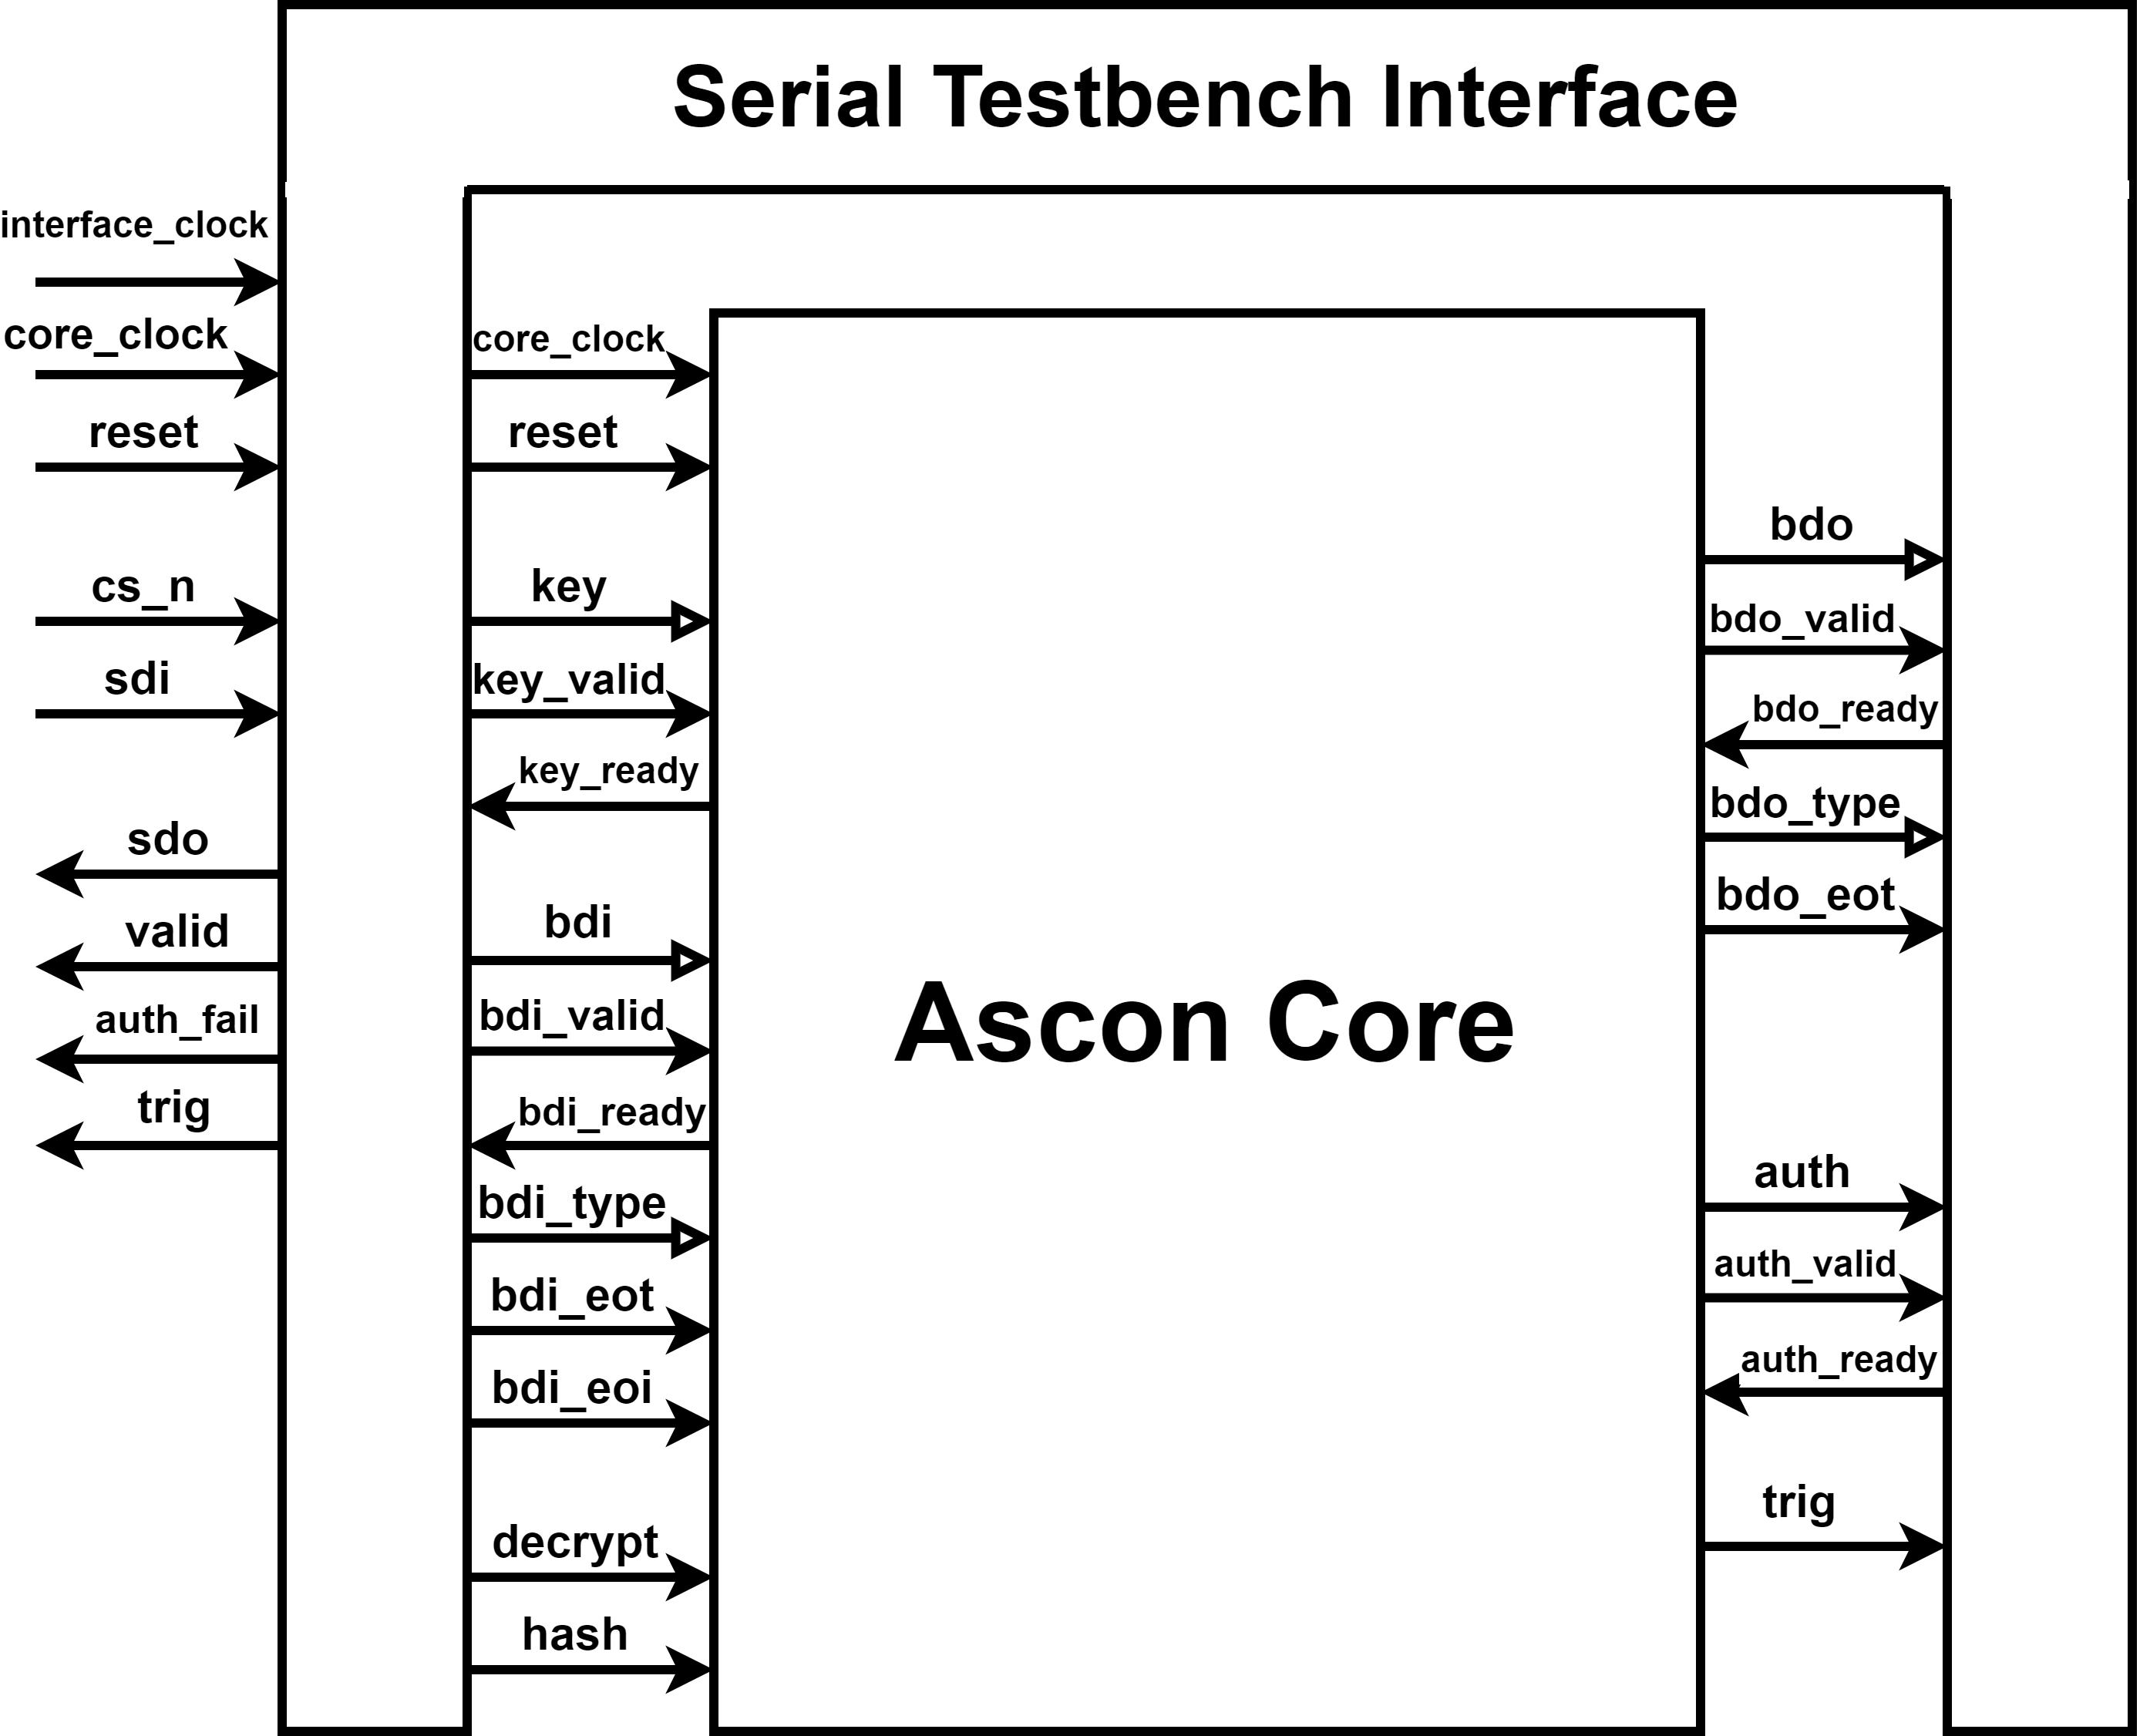 Serial Testbench Interface
interface_clock
core_clock
reset
cs_n
sdi
sdo
valid
auth_fail
trig
core_clock
reset
key
key_valid
key_ready
bdi
bdi_valid
bdi_ready
bdi_type
bdi_eot
bdi_eoi
decrypt
hash
Ascon Core
bdo
bdo_valid
bdo_ready
bdo_type
bdo_eot
auth
auth_valid
auth_ready
trig